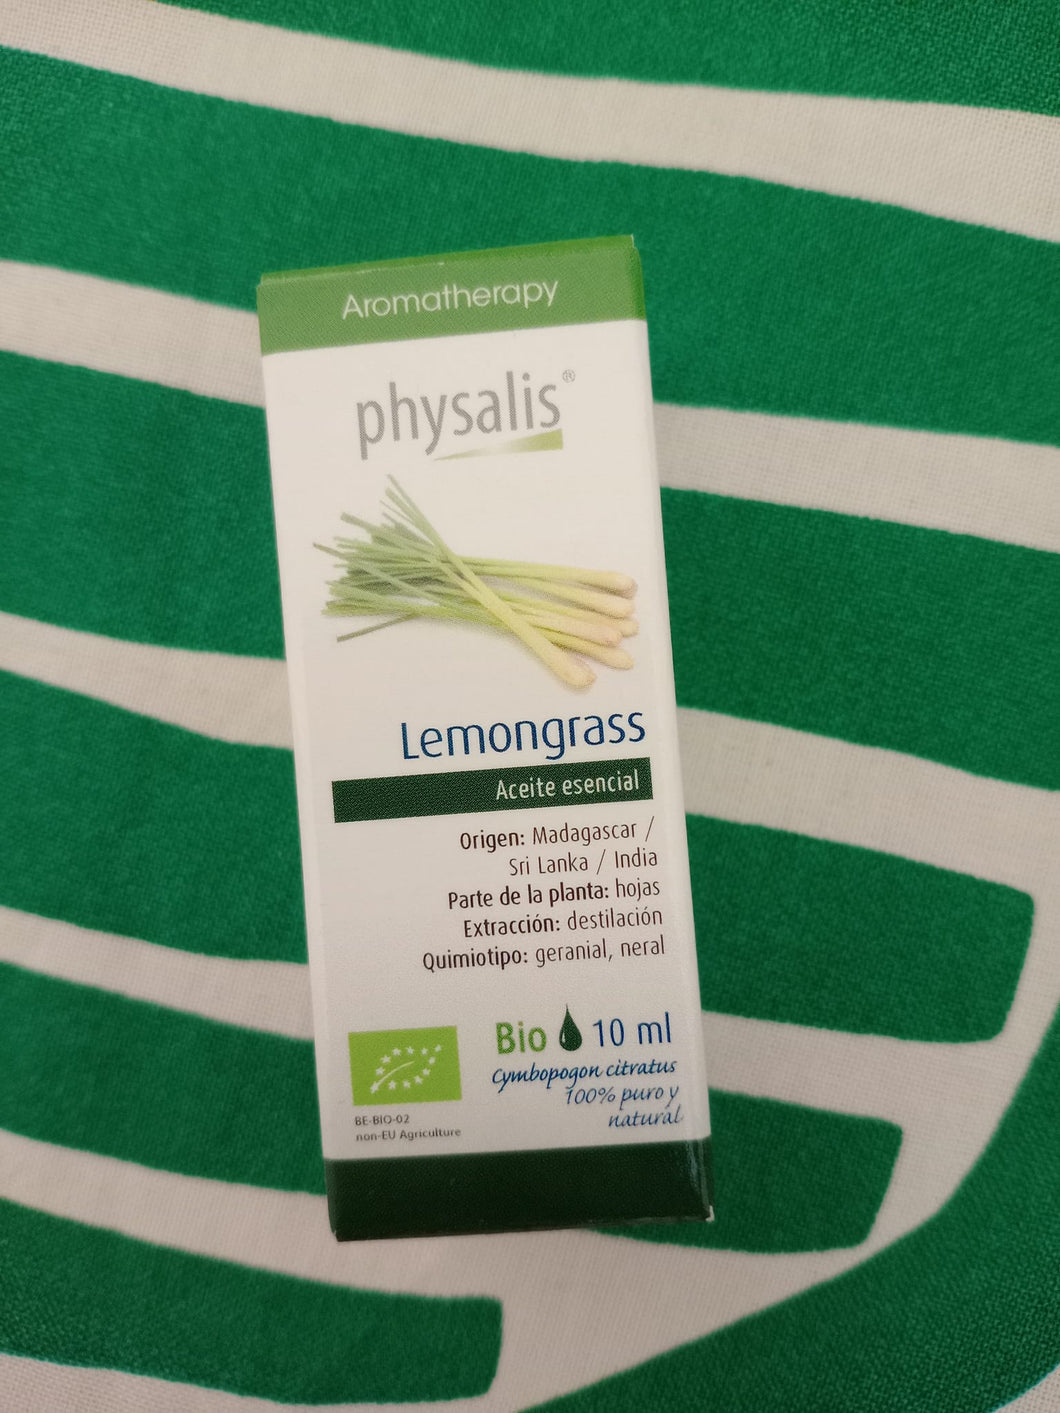 Aromatherapy
physalis®
Lemongrass
Aceite esencial
Origen: Madagascar /
Sri Lanka / India
Parte de la planta: hojas
Extracción: destilación
Quimiotipo: geranial, neral
Bio 10 ml
Cymbopogon citratus
100% puro y
natural
BE-BIO-02
non-EU Agriculture